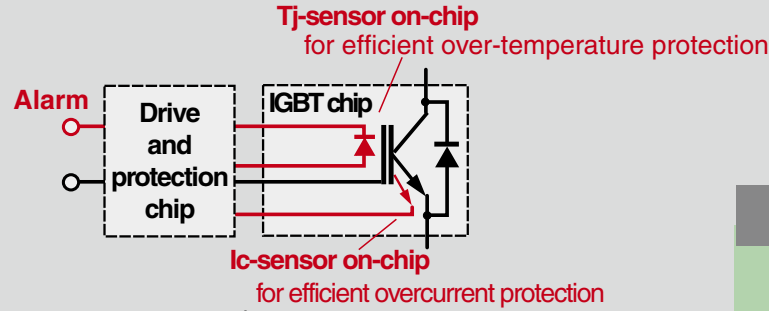 Tj-sensor on-chip
for efficient over-temperature protection
Alarm
Drive
and
protection
chip
IGBT chip
Ic-sensor on-chip
for efficient overcurrent protection